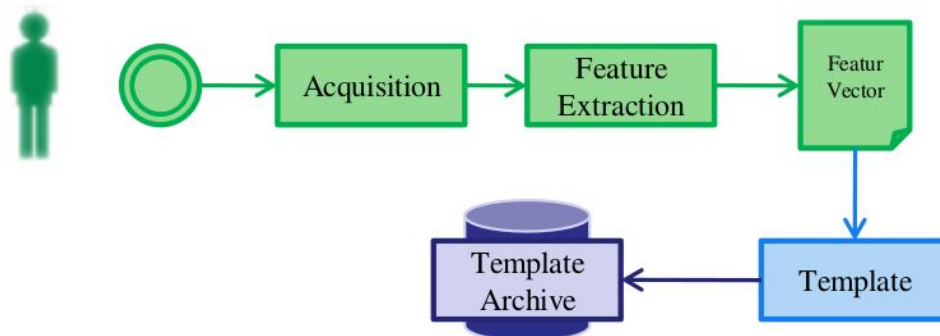 Acquisition
Feature
Extraction
Featur
Vector
Template
Archive
Template